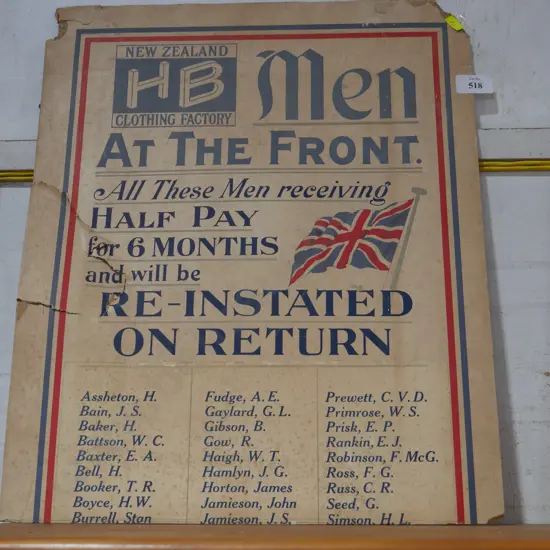 NEW ZEALAND
HB
CLOTHING FACTORY
Men
AT THE FRONT.
All These Men receiving
HALF PAY
for 6 MONTHS
and will be
RE-INSTATED
ON RETURN
Assheton, H.
Bain, J. S.
Baker, H.
Battson, W. C.
Baxter, E. A.
Bell, H.
Booker, T. R.
Boyce, H. W.
Burrell, Stan
Fudge, A. E.
Gaylard, G. L.
Gibson, B.
Gow, R.
Haigh, W. T.
Hamlyn, J. G.
Horton, James
Jamieson, John
Jamieson, J. S.
Prewett, C. V. D.
Primrose, W. S.
Prisk, E. P.
Rankin, E. J.
Robinson, F. McG.
Ross, F. G.
Russ, C. R.
Seed, G.
Simson, H. L.
518